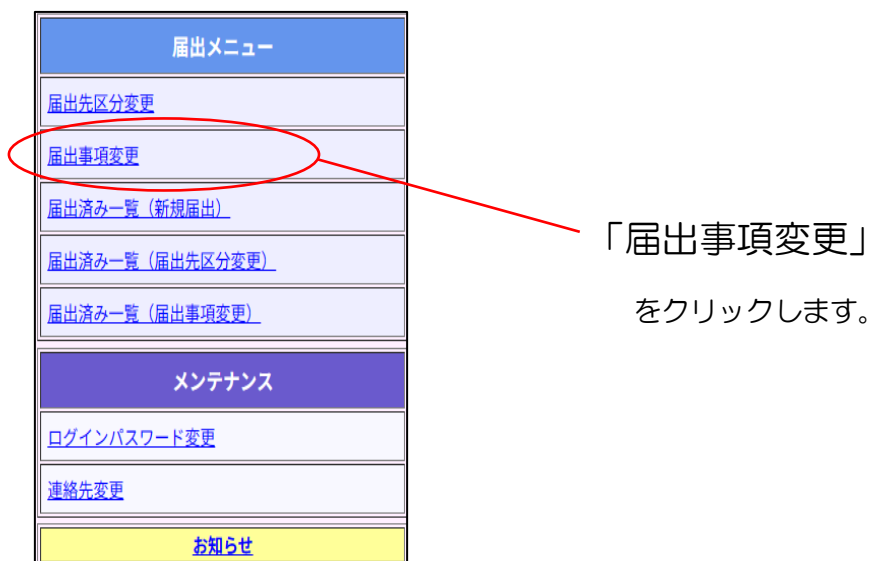 届出メニュー
届出先区分変更
届出事項変更
届出済み一覧（新規届出）
届出済み一覧（届出先区分変更）
届出済み一覧（届出事項変更）
メンテナンス
ログインパスワード変更
連絡先変更
お知らせ
「届出事項変更」
をクリックします。